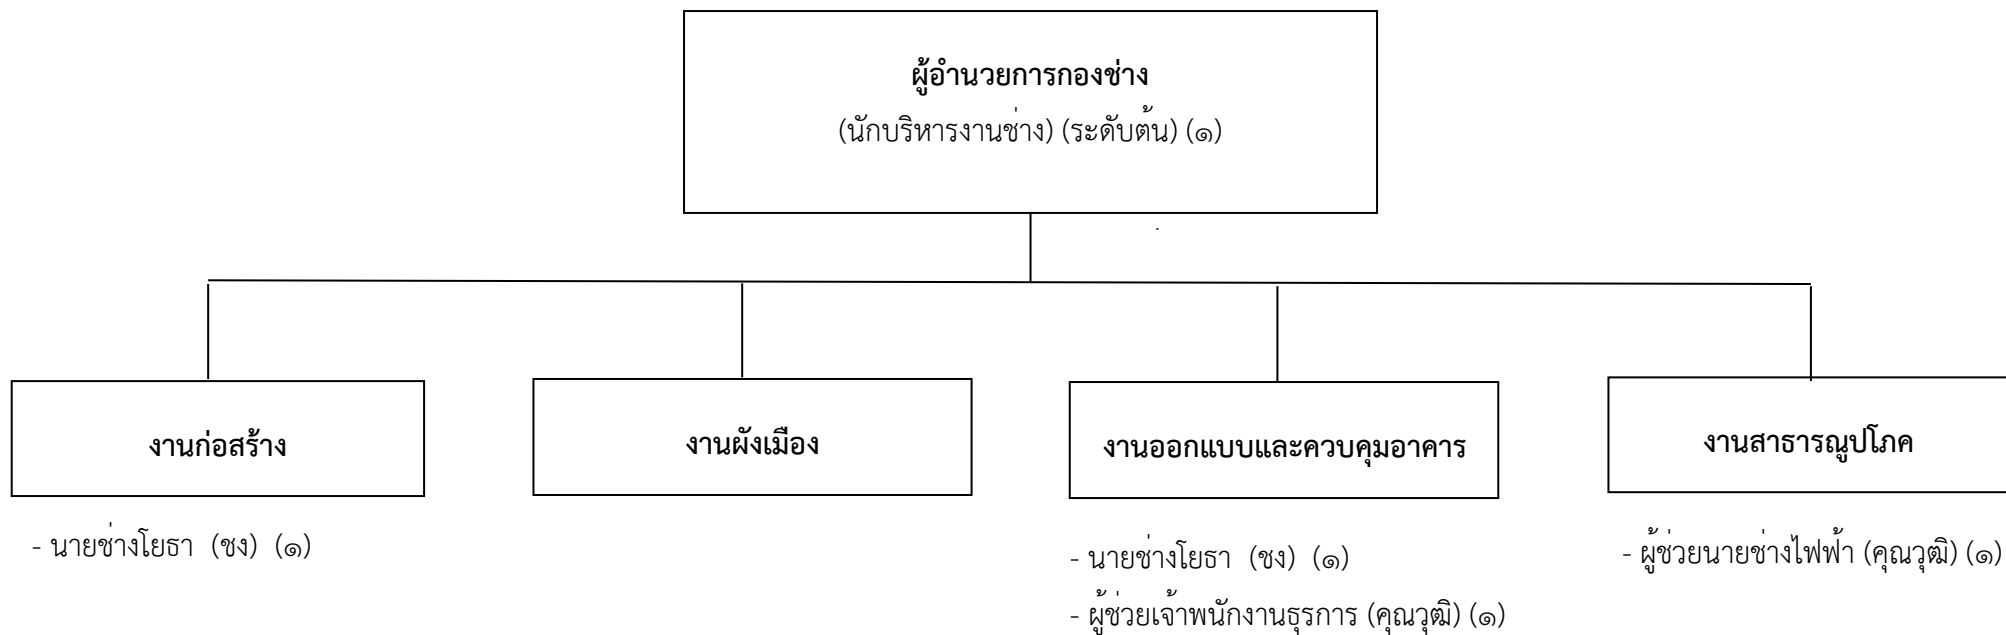 ผู้อำนวยการกองช่าง
(นักบริหารงานช่าง) (ระดับต้น) (๑)
งานก่อสร้าง
งานผังเมือง
งานออกแบบและควบคุมอาคาร
งานสาธารณูปโภค
- นายช่างโยธา (ชง) (๑)
- นายช่างโยธา (ชง) (๑)
- ผู้ช่วยเจ้าพนักงานธุรการ (คุณวุฒิ) (๑)
- ผู้ช่วยนายช่างไฟฟ้า (คุณวุฒิ) (๑)